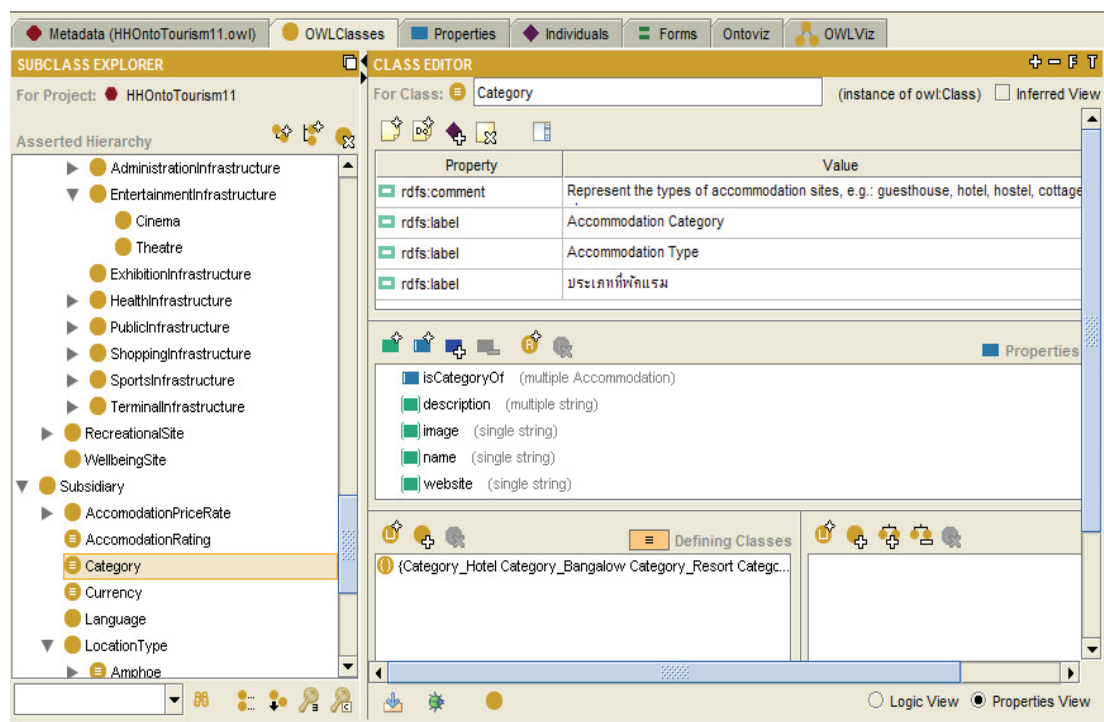 Metadata (HHOntoTourism11.owl) OWLClasses Properties Individuals Forms Ontoviz OWLViz
SUBCLASS EXPLORER
For Project: HHOntoTourism11
Asserted Hierarchy
AdministrationInfrastructure
EntertainmentInfrastructure
Cinema
Theatre
ExhibitionInfrastructure
HealthInfrastructure
PublicInfrastructure
ShoppingInfrastructure
SportsInfrastructure
TerminalInfrastructure
RecreationalSite
WellbeingSite
Subsidiary
AccomodationPriceRate
AccomodationRating
Category
Currency
Language
LocationType
Amphoe
CLASS EDITOR
For Class: Category (instance of owl:Class) Inferred View
Property Value
rdfs:comment Represent the types of accommodation sites, e.g.: guesthouse, hotel, hostel, cottage
rdfs:label Accommodation Category
rdfs:label Accommodation Type
rdfs:label ประเภทที่พักแรม
Properties
isCategoryOf (multiple Accommodation)
description (multiple string)
image (single string)
name (single string)
website (single string)
Defining Classes
{Category_Hotel Category_Bangalow Category_Resort Categc...
Logic View Properties View